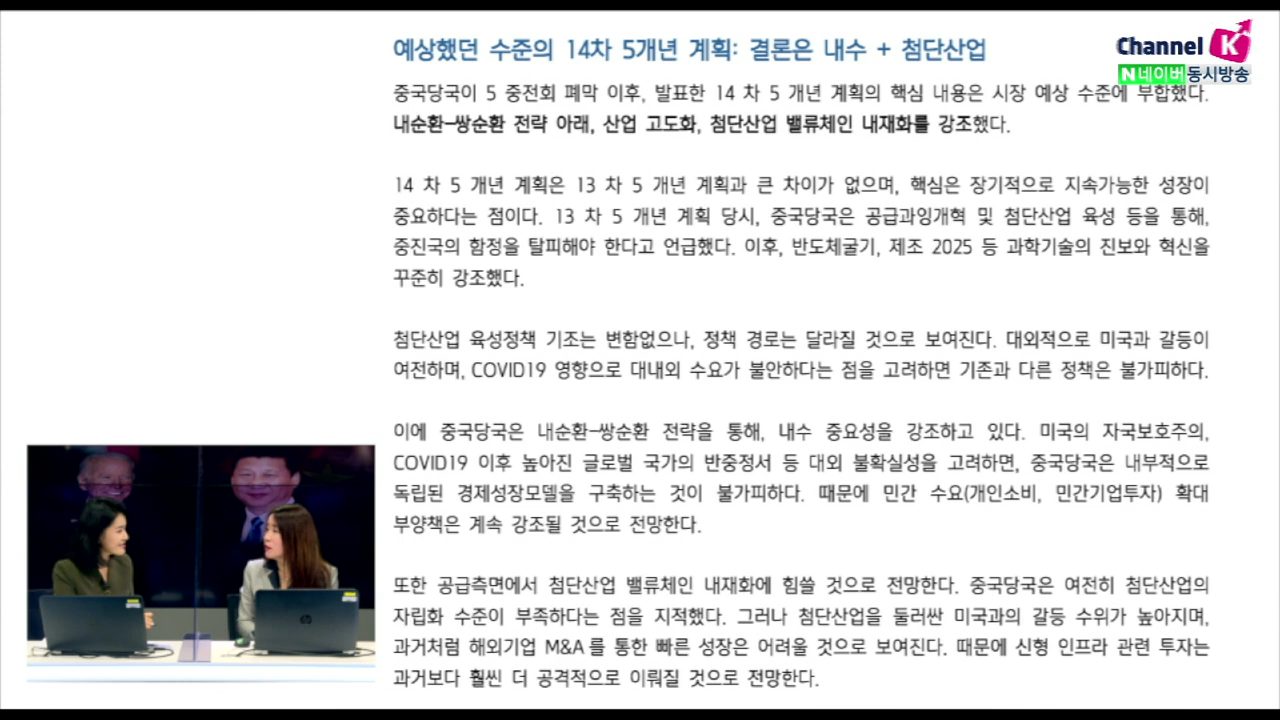 예상했던 수준의 14차 5개년 계획: 결론은 내수 + 첨단산업
Channel K
N네이버 동시방송
중국당국이 5 중전회 폐막 이후, 발표한 14 차 5 개년 계획의 핵심 내용은 시장 예상 수준에 부합했다.
내순환-쌍순환 전략 아래, 산업 고도화, 첨단산업 밸류체인 내재화를 강조했다.
14 차 5 개년 계획은 13 차 5 개년 계획과 큰 차이가 없으며, 핵심은 장기적으로 지속가능한 성장이
중요하다는 점이다. 13 차 5 개년 계획 당시, 중국당국은 공급과잉개혁 및 첨단산업 육성 등을 통해,
중진국의 함정을 탈피해야 한다고 언급했다. 이후, 반도체굴기, 제조 2025 등 과학기술의 진보와 혁신을
꾸준히 강조했다.
첨단산업 육성정책 기조는 변함없으나, 정책 경로는 달라질 것으로 보여진다. 대외적으로 미국과 갈등이
여전하며, COVID19 영향으로 대내외 수요가 불안하다는 점을 고려하면 기존과 다른 정책은 불가피하다.
이에 중국당국은 내순환-쌍순환 전략을 통해, 내수 중요성을 강조하고 있다. 미국의 자국보호주의,
COVID19 이후 높아진 글로벌 국가의 반중정서 등 대외 불확실성을 고려하면, 중국당국은 내부적으로
독립된 경제성장모델을 구축하는 것이 불가피하다. 때문에 민간 수요(개인소비, 민간기업투자) 확대
부양책은 계속 강조될 것으로 전망한다.
또한 공급측면에서 첨단산업 밸류체인 내재화에 힘쓸 것으로 전망한다. 중국당국은 여전히 첨단산업의
자립화 수준이 부족하다는 점을 지적했다. 그러나 첨단산업을 둘러싼 미국과의 갈등 수위가 높아지며,
과거처럼 해외기업 M&A 를 통한 빠른 성장은 어려울 것으로 보여진다. 때문에 신형 인프라 관련 투자는
과거보다 훨씬 더 공격적으로 이뤄질 것으로 전망한다.
hp